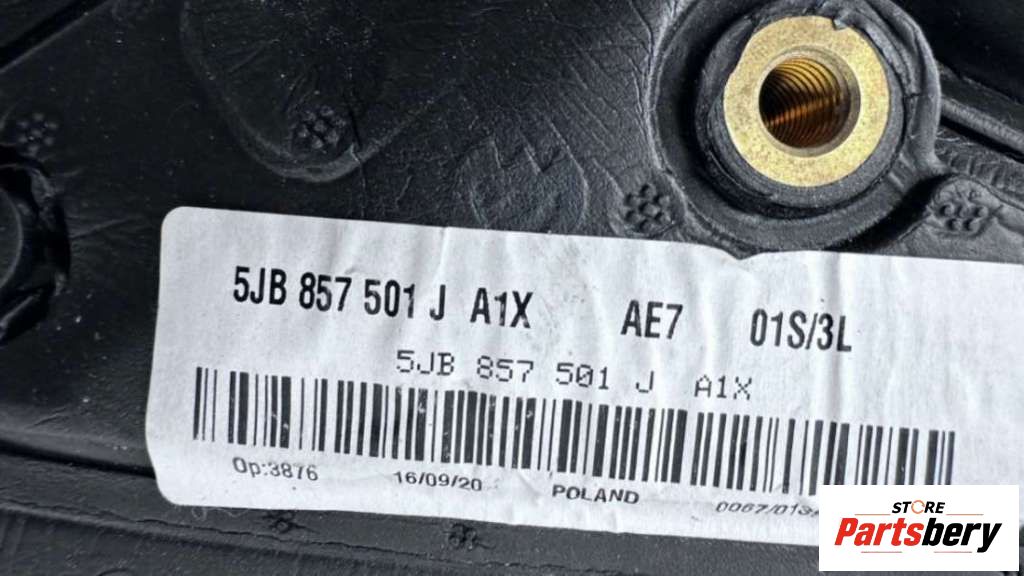 5JB 857 501 J A1X AE7 01S/3L
5JB 857 501 J A1X
Op:3876 16/09/20 POLAND
STORE
Partsbery